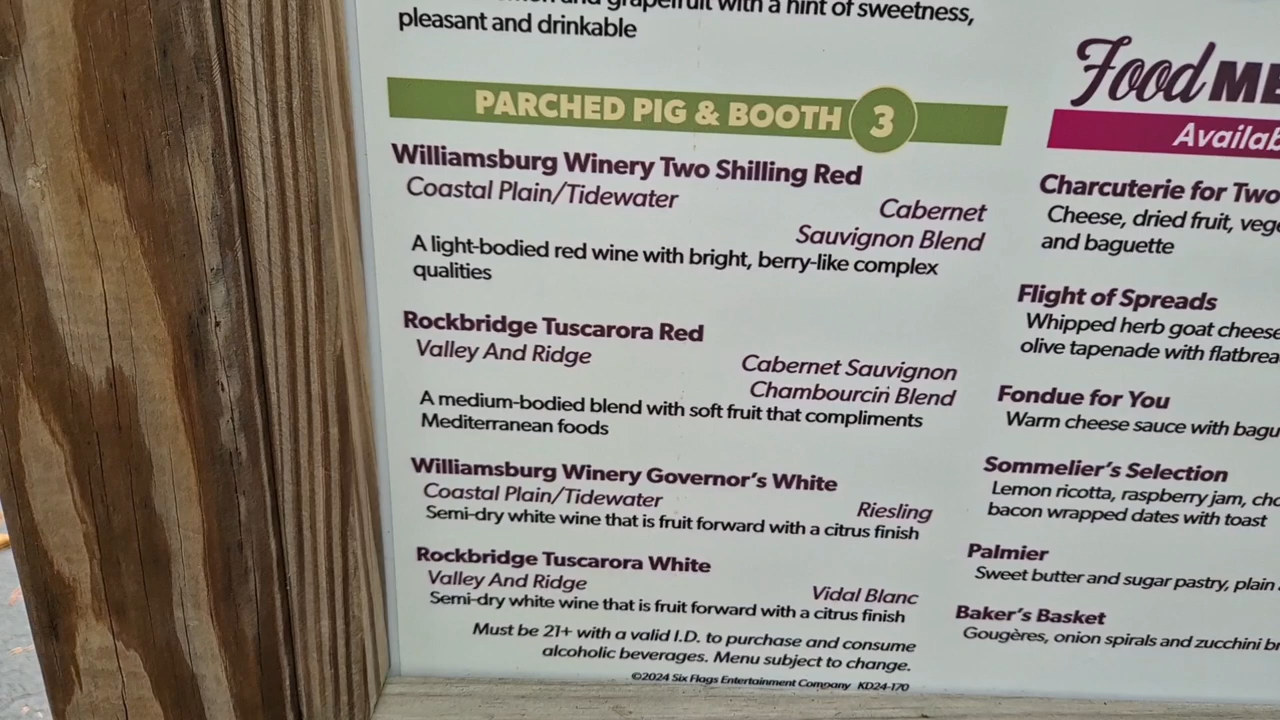 and grapefruit with a hint of sweetness,
pleasant and drinkable
PARCHED PIG & BOOTH 3
Williamsburg Winery Two Shilling Red
Coastal Plain/Tidewater
Cabernet
Sauvignon Blend
A light-bodied red wine with bright, berry-like complex
qualities
Rockbridge Tuscarora Red
Valley And Ridge
Cabernet Sauvignon
Chambourcin Blend
A medium-bodied blend with soft fruit that compliments
Mediterranean foods
Williamsburg Winery Governor's White
Coastal Plain/Tidewater
Riesling
Semi-dry white wine that is fruit forward with a citrus finish
Rockbridge Tuscarora White
Valley And Ridge
Vidal Blanc
Semi-dry white wine that is fruit forward with a citrus finish
Must be 21+ with a valid I.D. to purchase and consume
alcoholic beverages. Menu subject to change.
©2024 Six Flags Entertainment Company KD24-170
Food
Charcuterie for Two
Cheese, dried fruit,
and baguette
Flight of Spreads
Whipped herb goat cheese
olive tapenade with
Fondue for You
Warm cheese sauce with
Sommelier's Selection
Lemon ricotta, raspberry jam,
bacon wrapped dates with toast
Palmier
Sweet butter and sugar pastry, plain
Baker's Basket
Gougères, onion spirals and zucchini